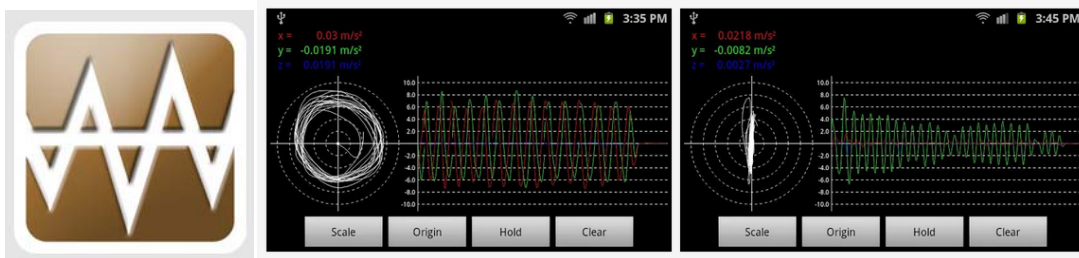 3:35 PM
x = 0.03 m/s²
y = -0.0191 m/s²
z = 0.0191 m/s²
10.0
8.0
6.0
4.0
2.0
-2.0
-4.0
-6.0
-8.0
-10.0
Scale Origin Hold Clear
3:45 PM
x = 0.0218 m/s²
y = -0.0082 m/s²
z = 0.0027 m/s²
10.0
8.0
6.0
4.0
2.0
-2.0
-4.0
-6.0
-8.0
-10.0
Scale Origin Hold Clear